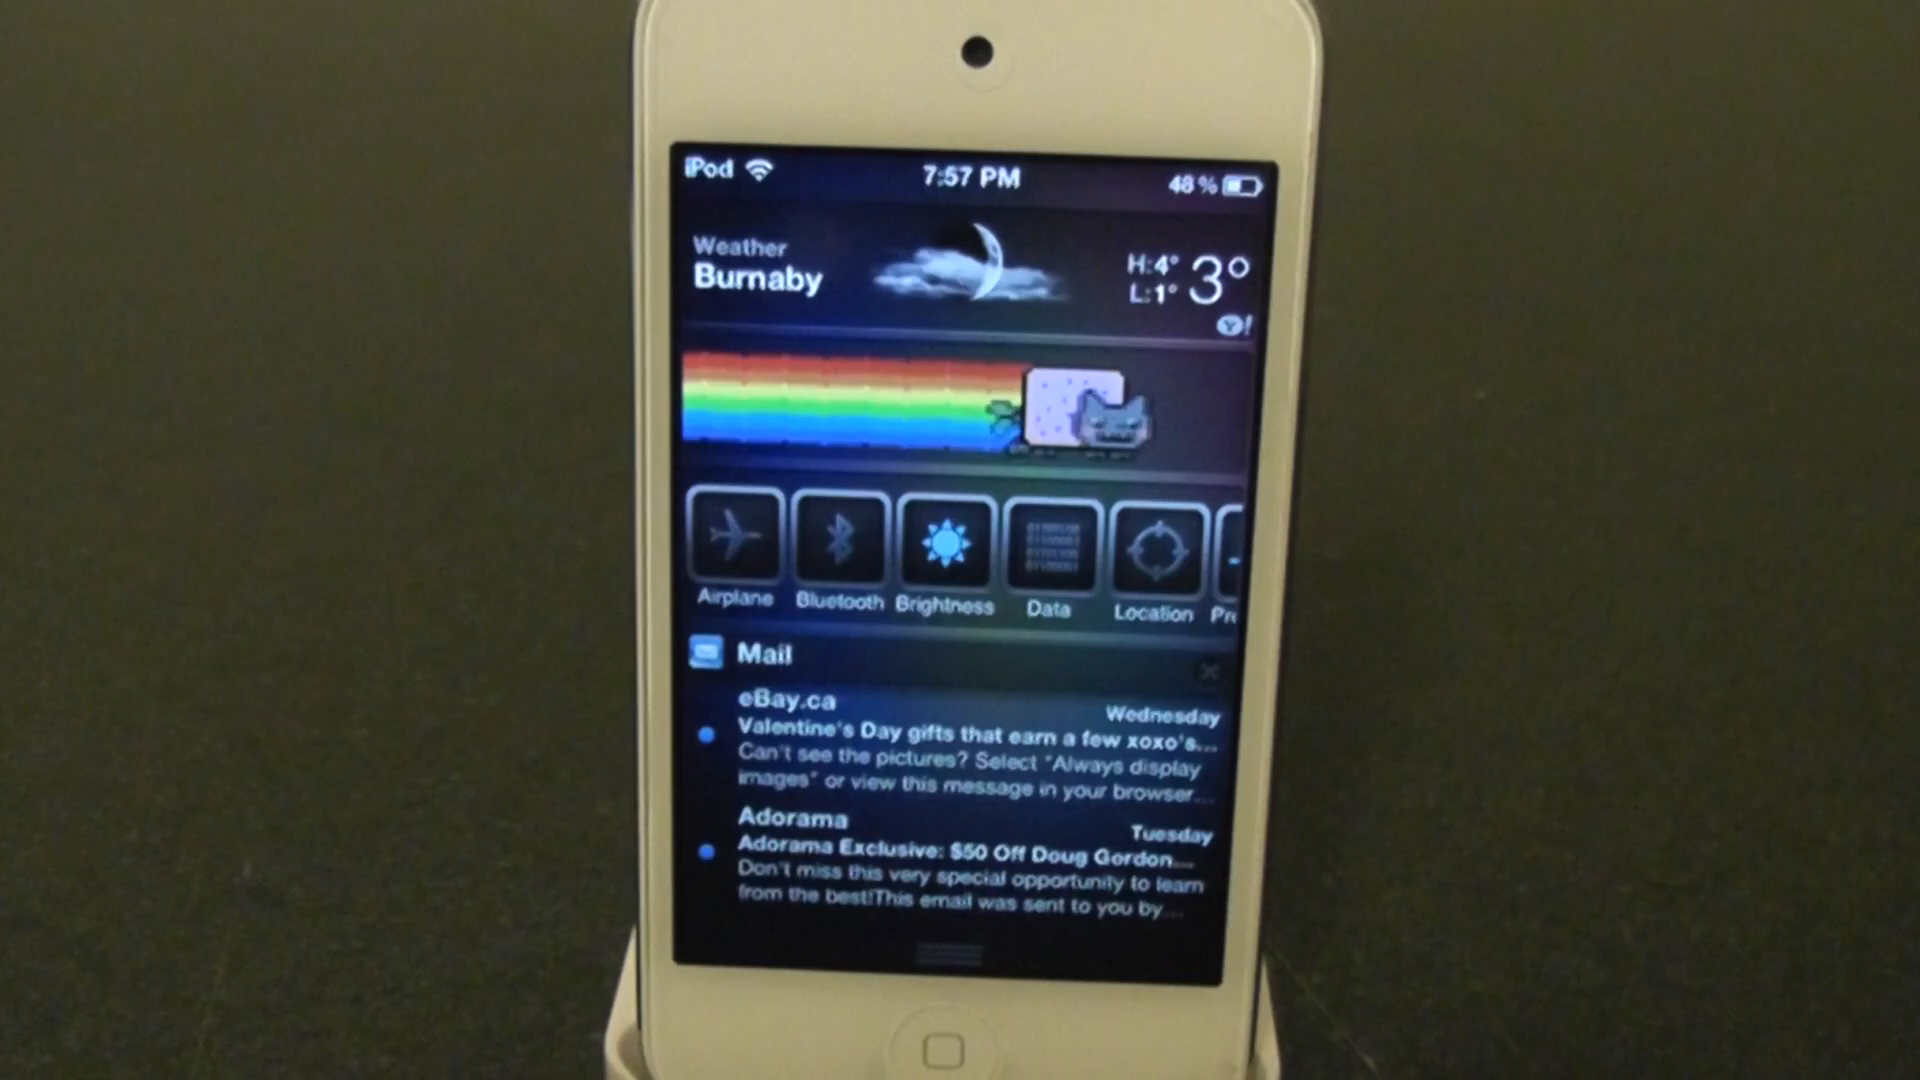 iPod 7:57 PM 48%
Weather
Burnaby
H:4° 3°
L:1°
Y!
Airplane Bluetooth Brightness Data Location Pr
Mail
eBay.ca Wednesday
Valentine's Day gifts that earn a few xoxo's...
Can't see the pictures? Select "Always display
images" or view this message in your browser...
Adorama Tuesday
Adorama Exclusive: $50 Off Doug Gordon...
Don't miss this very special opportunity to learn
from the best!This email was sent to you by...